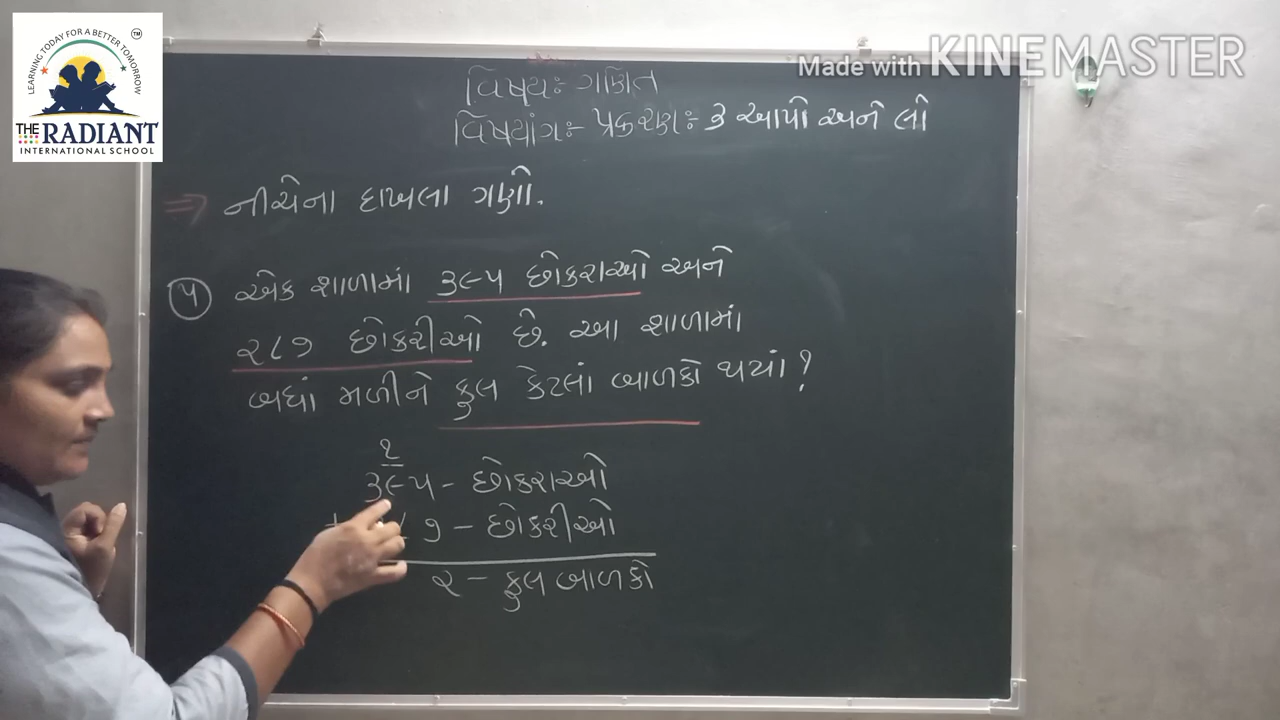 LEARNING TODAY FOR A BETTER TOMORROW
TM
THE RADIANT
INTERNATIONAL SCHOOL
Made with KINEMASTER
વિષયઃ ગણિત
વિષયાંગઃ- પ્રકરણઃ- ૩ આપો અને લો
⇒ નીચેના દાખલા ગણો.
૫ એક શાળામાં ૩૯૫ છોકરાઓ અને
૨૮૭ છોકરીઓ છે. આ શાળામાં
બધાં મળીને કુલ કેટલાં બાળકો થયાં?
૧
૩૯૫ - છોકરાઓ
+ ૮૭ - છોકરીઓ
૨ - કુલ બાળકો